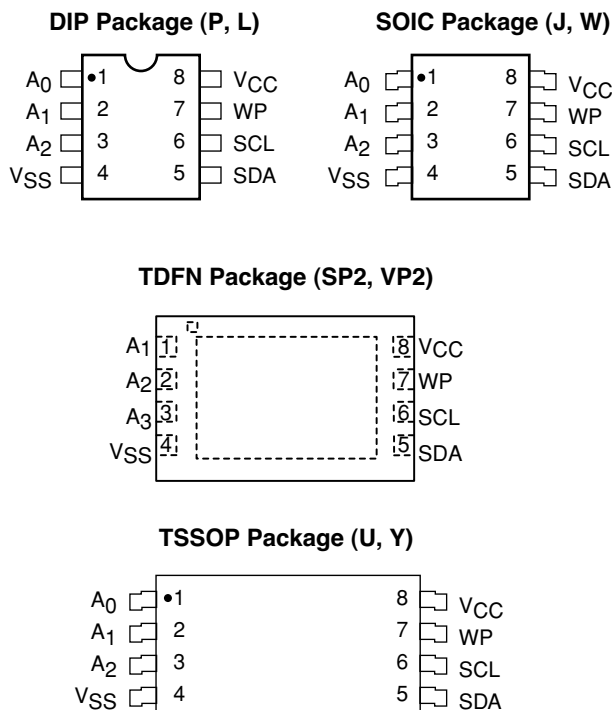 DIP Package (P, L)
A0 1 8 VCC
A1 2 7 WP
A2 3 6 SCL
VSS 4 5 SDA
SOIC Package (J, W)
A0 1 8 VCC
A1 2 7 WP
A2 3 6 SCL
VSS 4 5 SDA
TDFN Package (SP2, VP2)
A1 1 8 VCC
A2 2 7 WP
A3 3 6 SCL
VSS 4 5 SDA
TSSOP Package (U, Y)
A0 1 8 VCC
A1 2 7 WP
A2 3 6 SCL
VSS 4 5 SDA